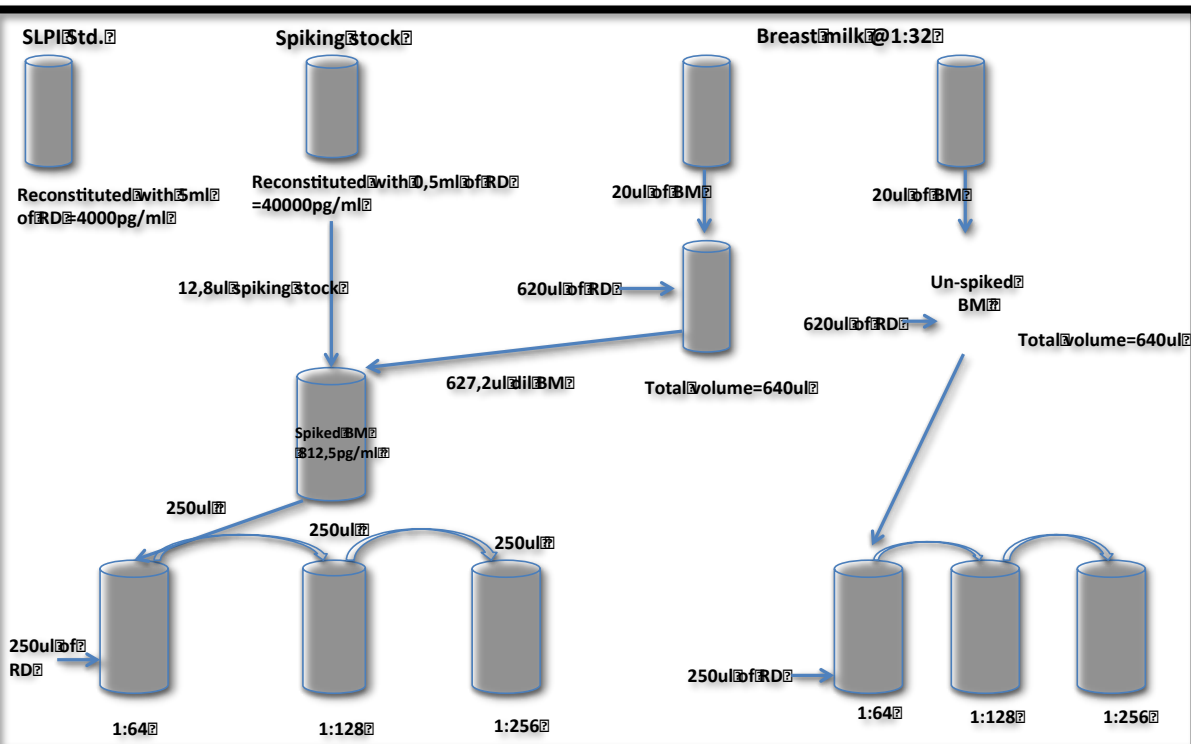 SLPI Std.
Spiking stock
Breast milk @1:32
Reconstituted with 5ml
of RD =4000pg/ml
Reconstituted with 0,5ml of RD
=40000pg/ml
20ul of BM
20ul of BM
12,8ul spiking stock
620ul of RD
Un-spiked
BM
620ul of RD
Total volume=640ul
627,2ul dil BM
Total volume=640ul
Spiked BM
812,5pg/ml
250ul
250ul
250ul
250ul of
RD
250ul of RD
1:64
1:128
1:256
1:64
1:128
1:256